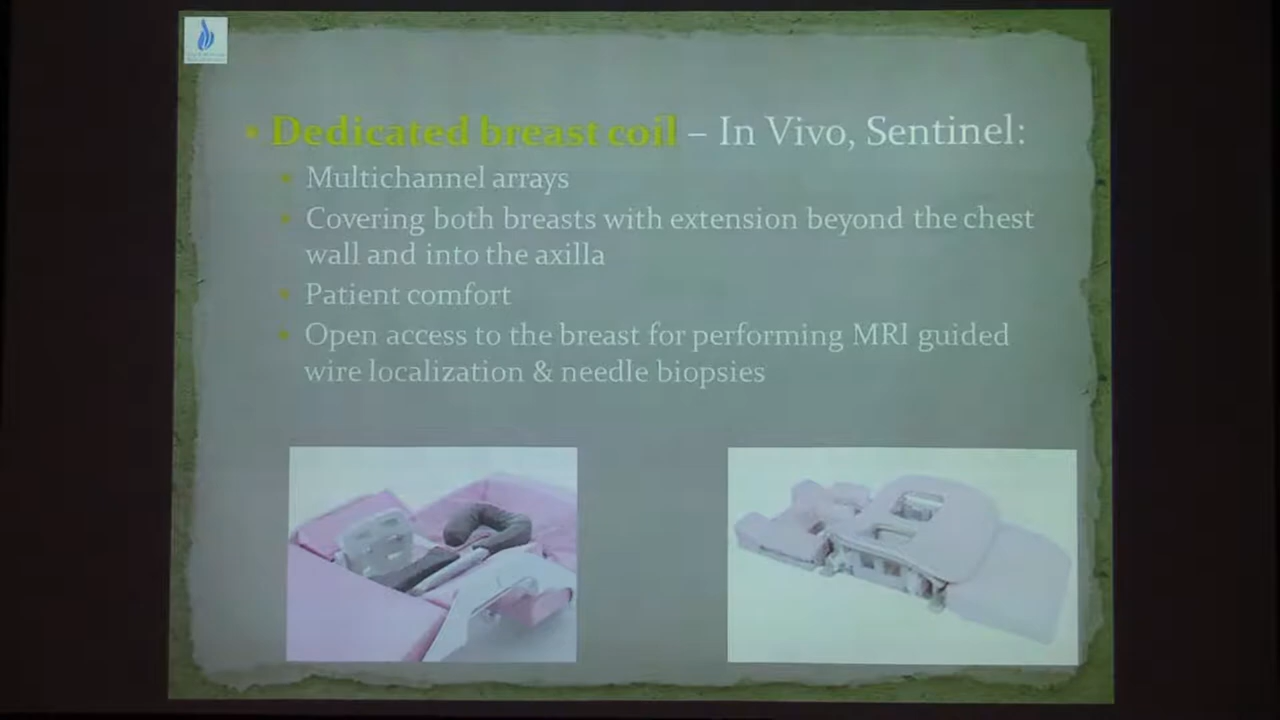 • Dedicated breast coil – In Vivo, Sentinel:
• Multichannel arrays
• Covering both breasts with extension beyond the chest
wall and into the axilla
• Patient comfort
• Open access to the breast for performing MRI guided
wire localization & needle biopsies